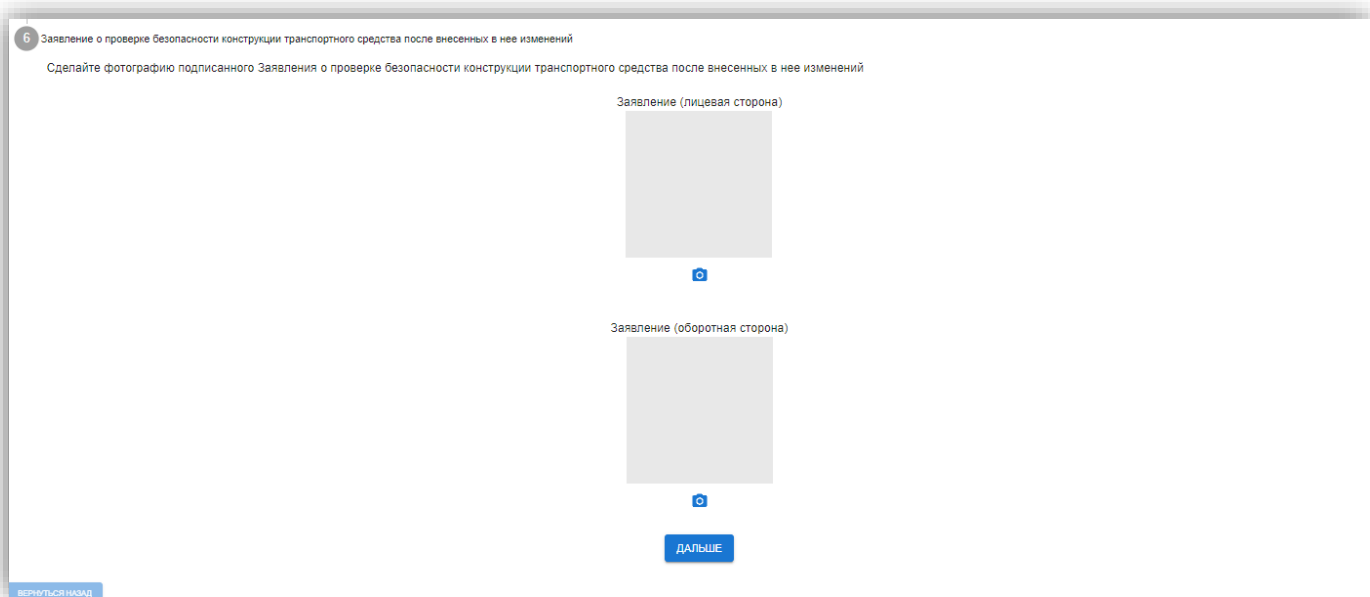 6 Заявление о проверке безопасности конструкции транспортного средства после внесенных в нее изменений
Сделайте фотографию подписанного Заявления о проверке безопасности конструкции транспортного средства после внесенных в нее изменений
Заявление (лицевая сторона)
Заявление (оборотная сторона)
ДАЛЬШЕ
ВЕРНУТЬСЯ НАЗАД